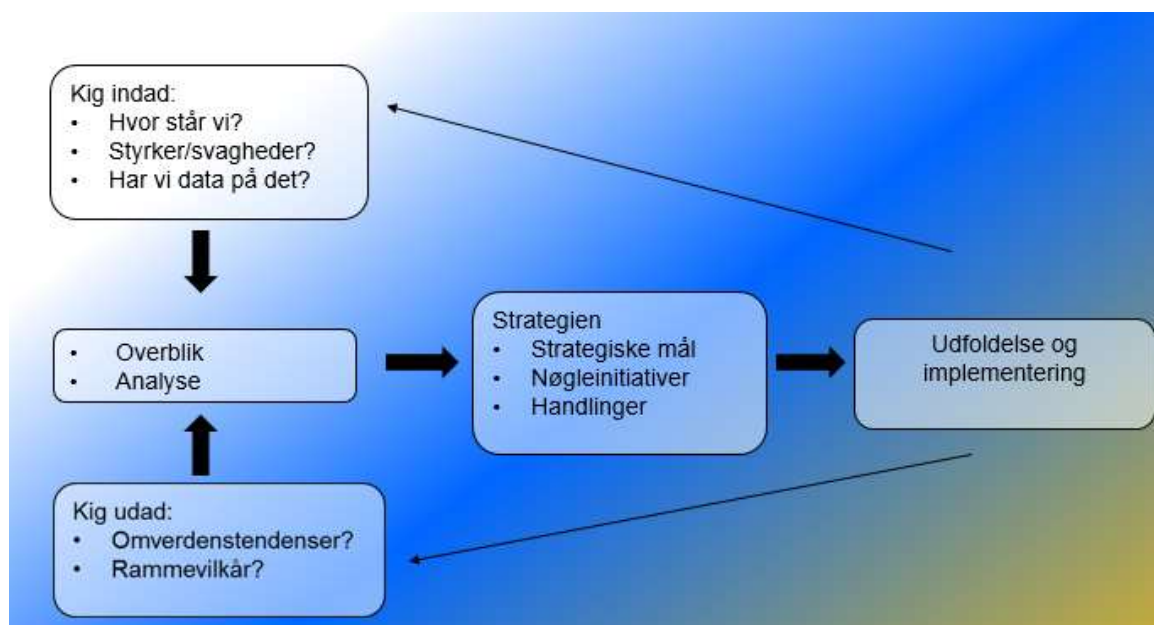 Kig indad:
• Hvor står vi?
• Styrker/svagheder?
• Har vi data på det?
• Overblik
• Analyse
Kig udad:
• Omverdenstendenser?
• Rammevilkår?
Strategien
• Strategiske mål
• Nøgleinitiativer
• Handlinger
Udfoldelse og
implementering